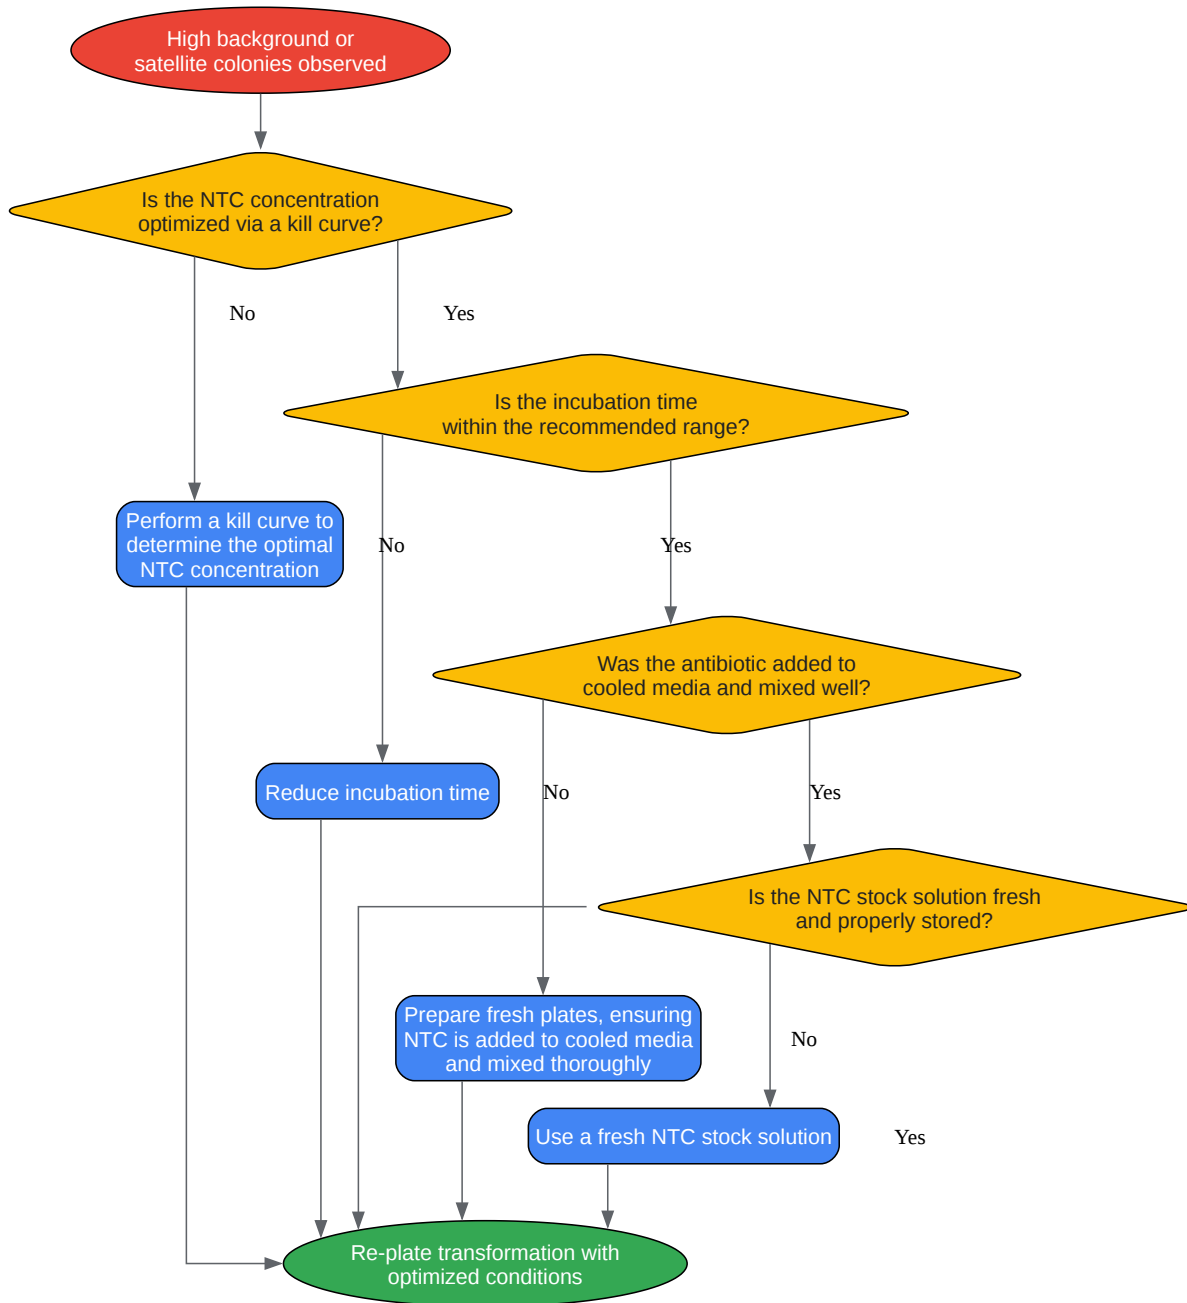 High background or
satellite colonies observed
Is the NTC concentration
optimized via a kill curve?
No
Yes
Is the incubation time
within the recommended range?
Perform a kill curve to
determine the optimal
NTC concentration
No
Yes
Was the antibiotic added to
cooled media and mixed well?
Reduce incubation time
No
Yes
Is the NTC stock solution fresh
and properly stored?
Prepare fresh plates, ensuring
NTC is added to cooled media
and mixed thoroughly
No
Use a fresh NTC stock solution
Yes
Re-plate transformation with
optimized conditions